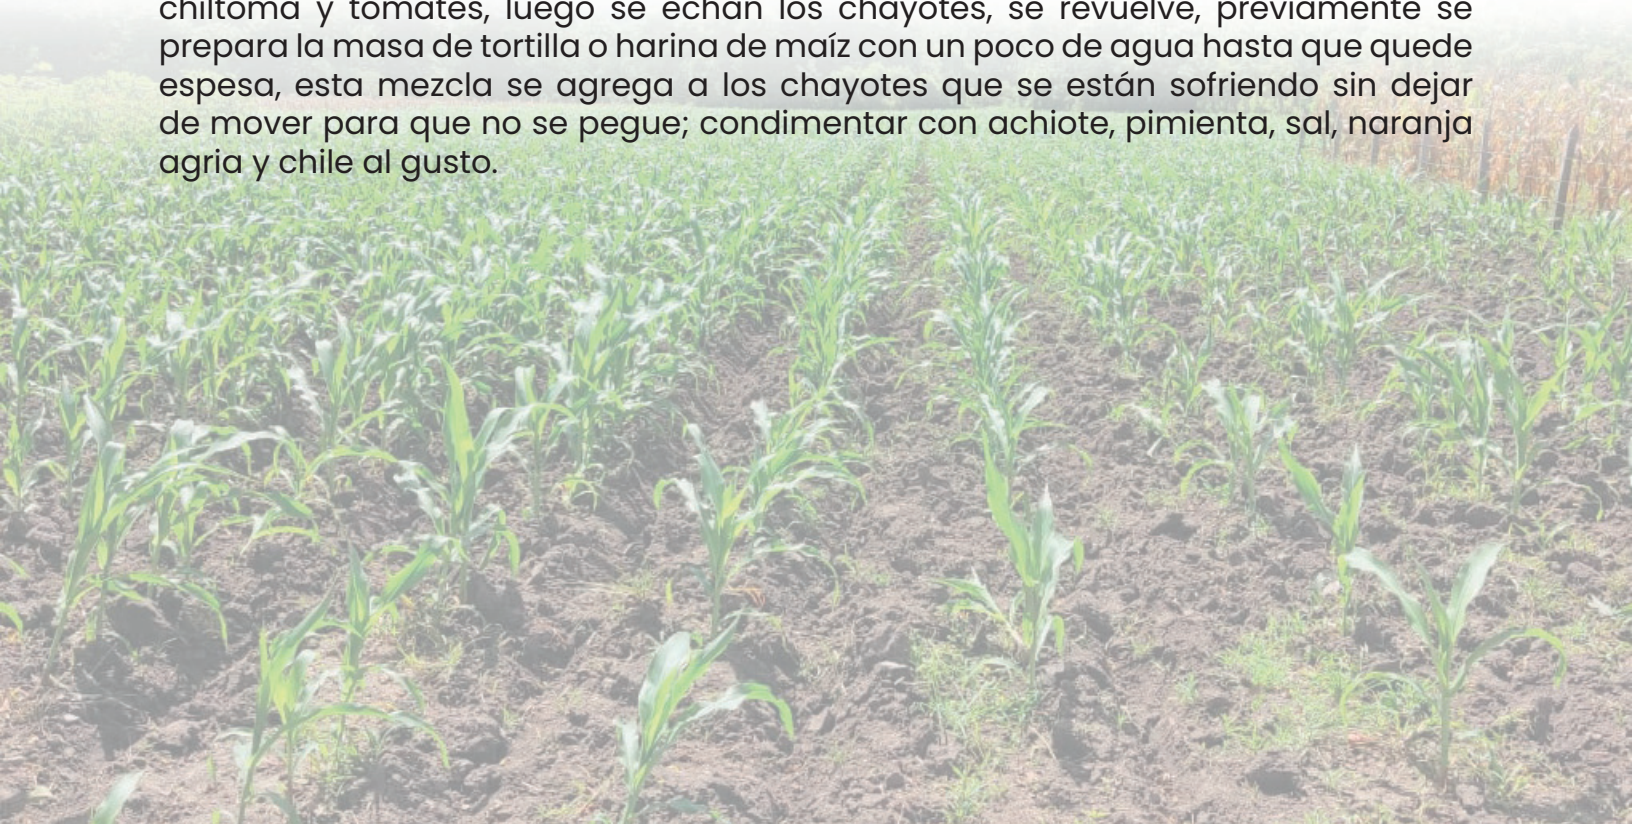 chiltoma y tomates, luego se echan los chayotes, se revuelve, previamente se
prepara la masa de tortilla o harina de maíz con un poco de agua hasta que quede
espesa, esta mezcla se agrega a los chayotes que se están sofriendo sin dejar
de mover para que no se pegue; condimentar con achiote, pimienta, sal, naranja
agria y chile al gusto.